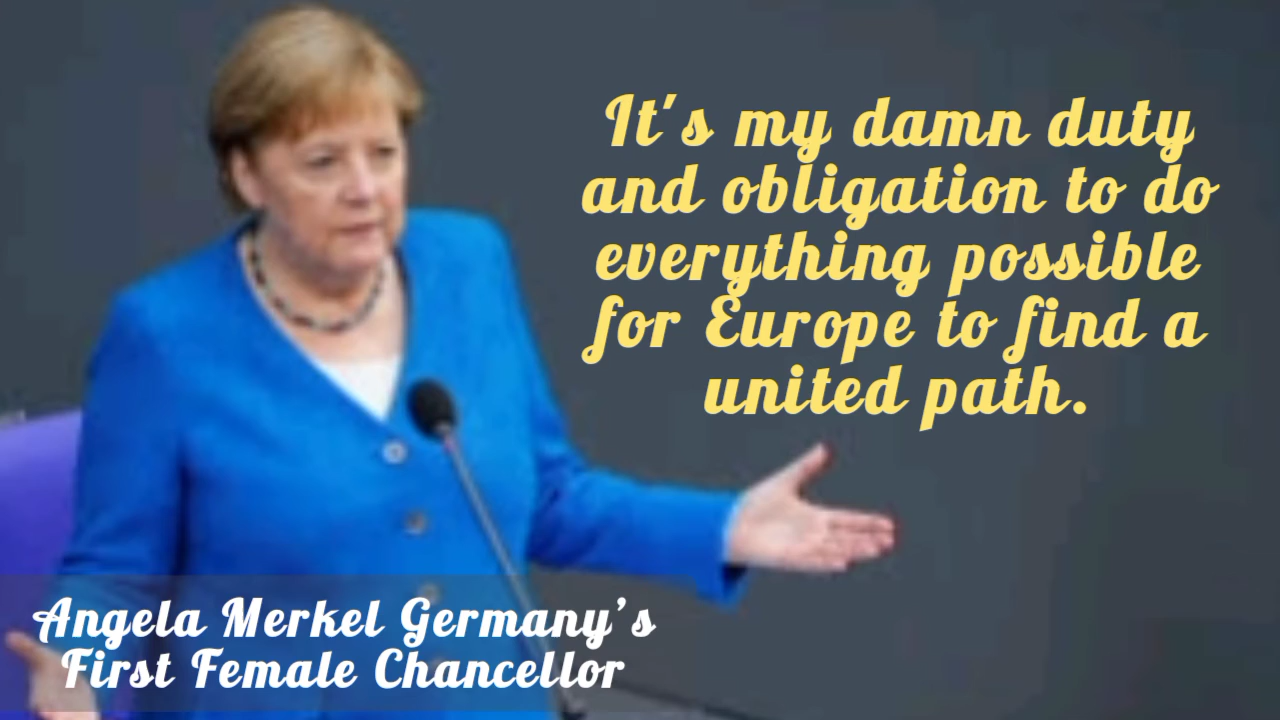 It's my damn duty
and obligation to do
everything possible
for Europe to find a
united path.
Angela Merkel Germany’s
First Female Chancellor